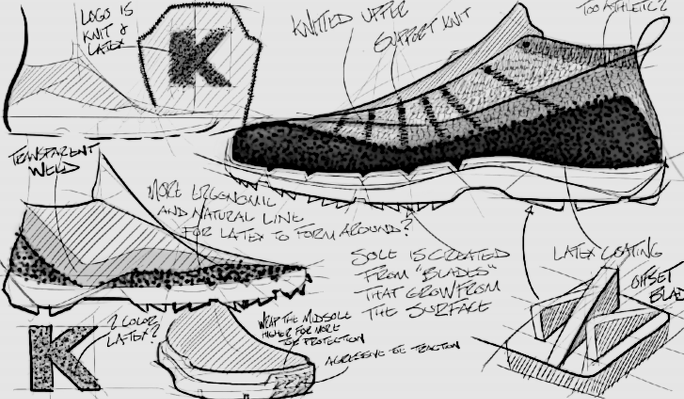 LOGO IS
KNIT &
LATEX
K
KNITTED UPPER
SUPPORT KNIT
TOO ATHLETIC?
TRANSPARENT
WELD
MORE ERGONOMIC
AND NATURAL LINE
FOR LATEX TO FORM AROUND?
SOLE IS CREATED
FROM "BLADES"
THAT GROW FROM
THE SURFACE
LATEX COATING
OFFSET
BLAD
K
2 COLOR
LATEX?
WRAP THE MIDSOLE
HIGHER FOR MORE
TOE PROTECTION
AGGRESSIVE TOE TRACTION